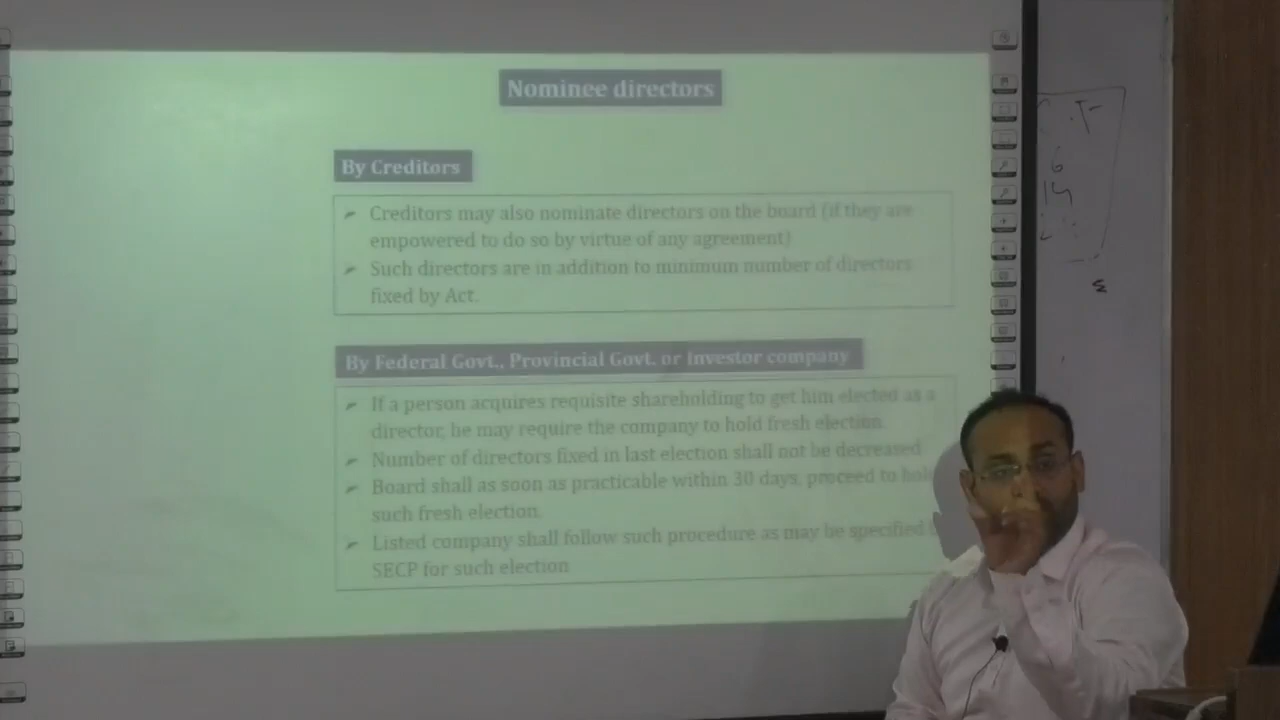 Nominee directors
By Creditors
Creditors may also nominate directors on the board (if they are
empowered to do so by virtue of any agreement)
Such directors are in addition to minimum number of directors
fixed by Act.
By Federal Govt., Provincial Govt. or Investor company
If a person acquires requisite shareholding to get him elected as a
director, he may require the company to hold fresh election.
Number of directors fixed in last election shall not be decreased
Board shall as soon as practicable within 30 days, proceed to
such fresh election.
Listed company shall follow such procedure as may be specified
SECP for such election
6
14